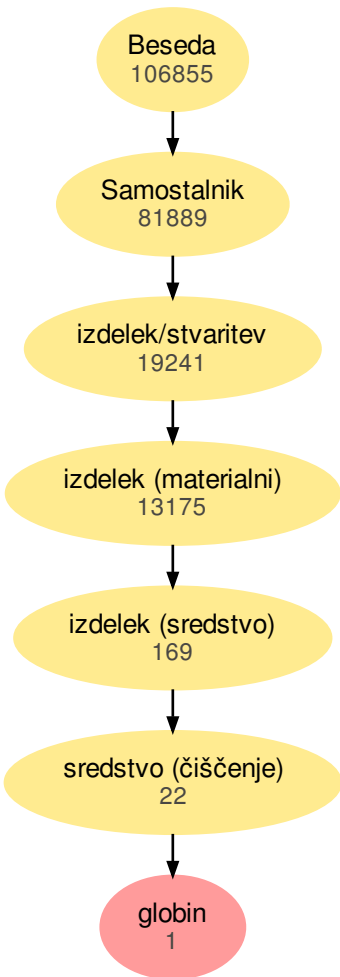 Beseda
106855
Samostalnik
81889
izdelek/stvaritev
19241
izdelek (materialni)
13175
izdelek (sredstvo)
169
sredstvo (čiščenje)
22
globin
1